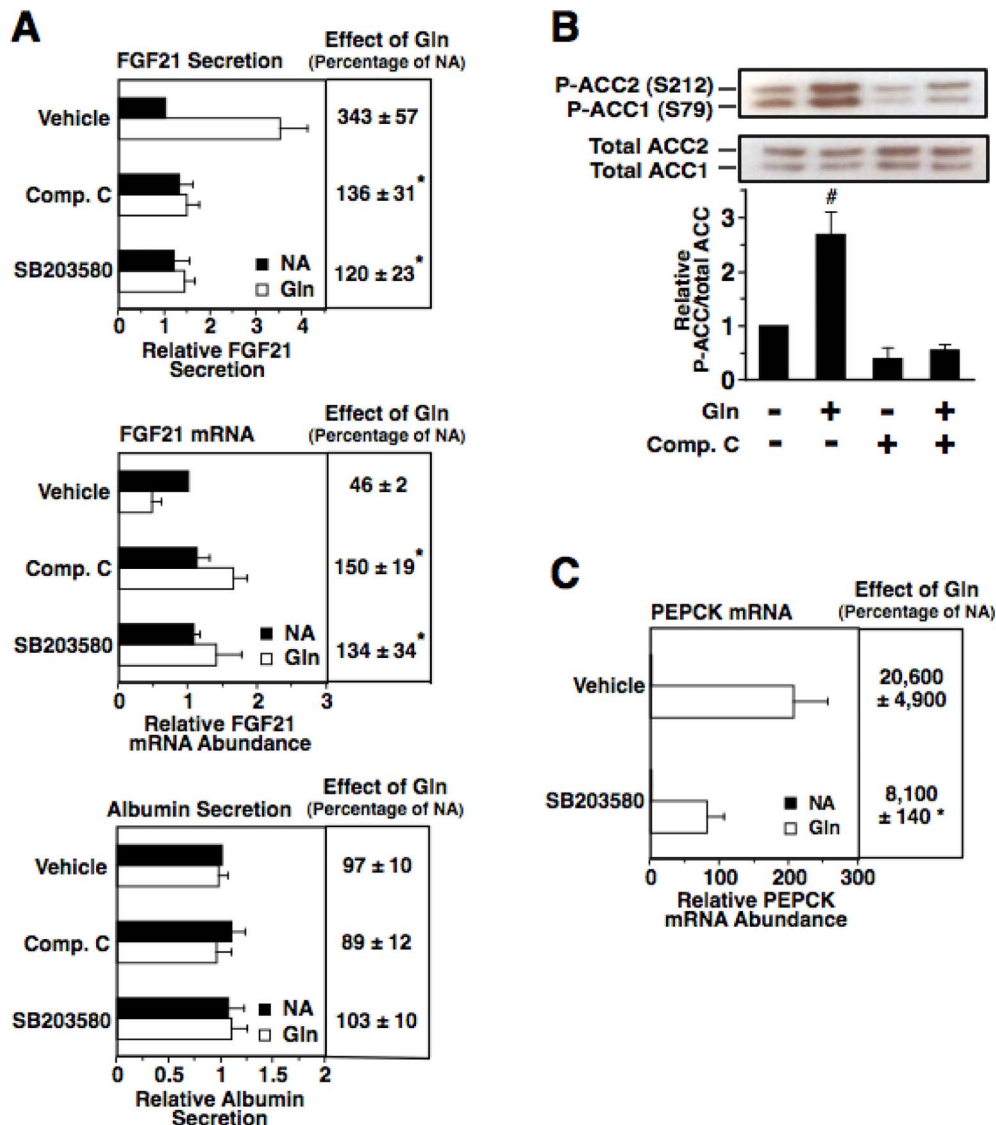 A
Effect of Gln
FGF21 Secretion (Percentage of NA)
Vehicle 343 ± 57
Comp. C 136 ± 31*
SB203580 NA 120 ± 23*
Gln
0 1 2 3 4
Relative FGF21
Secretion
Effect of Gln
FGF21 mRNA (Percentage of NA)
Vehicle 46 ± 2
Comp. C 150 ± 19*
SB203580 NA 134 ± 34*
Gln
0 1 2 3
Relative FGF21
mRNA Abundance
Effect of Gln
Albumin Secretion (Percentage of NA)
Vehicle 97 ± 10
Comp. C 89 ± 12
SB203580 NA 103 ± 10
Gln
0 0.5 1 1.5 2
Relative Albumin
Secretion
B
P-ACC2 (S212)
P-ACC1 (S79)
Total ACC2
Total ACC1
Relative
P-ACC/total ACC
3
2
1
0
#
Gln - + - +
Comp. C - - + +
C
Effect of Gln
PEPCK mRNA (Percentage of NA)
Vehicle 20,600
± 4,900
SB203580 NA 8,100
Gln ± 140 *
0 100 200 300
Relative PEPCK
mRNA Abundance